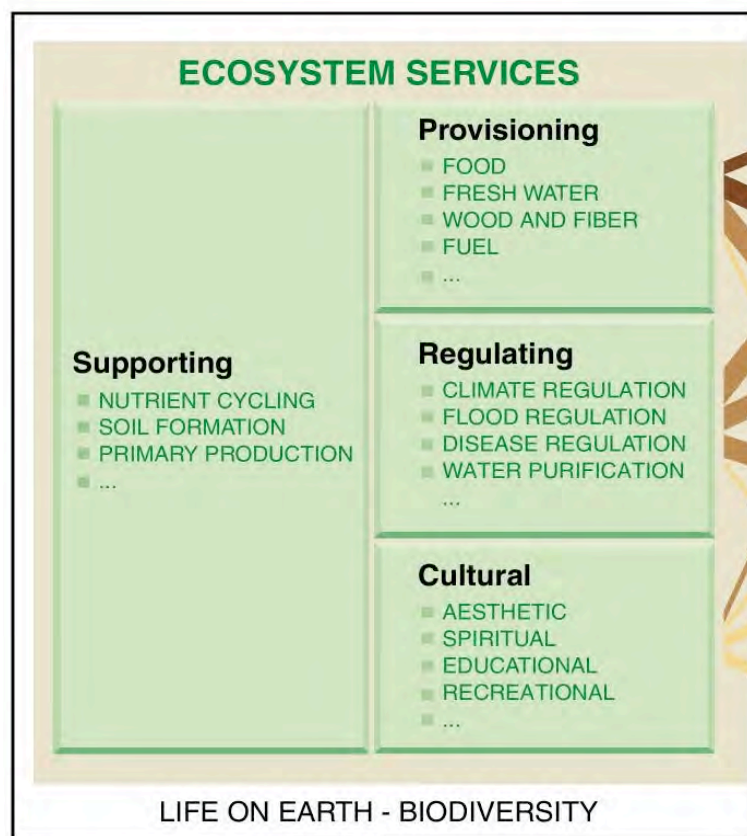 ECOSYSTEM SERVICES
Supporting
NUTRIENT CYCLING
SOIL FORMATION
PRIMARY PRODUCTION
...
Provisioning
FOOD
FRESH WATER
WOOD AND FIBER
FUEL
...
Regulating
CLIMATE REGULATION
FLOOD REGULATION
DISEASE REGULATION
WATER PURIFICATION
...
Cultural
AESTHETIC
SPIRITUAL
EDUCATIONAL
RECREATIONAL
...
LIFE ON EARTH - BIODIVERSITY